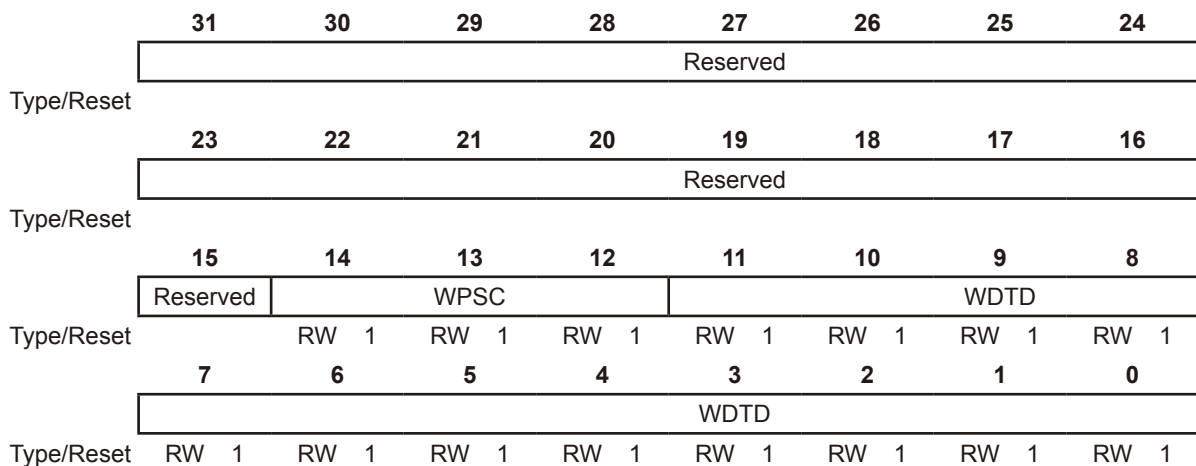 31 30 29 28 27 26 25 24
Reserved
Type/Reset
23 22 21 20 19 18 17 16
Reserved
Type/Reset
15 14 13 12 11 10 9 8
Reserved WPSC WDTD
Type/Reset RW 1 RW 1 RW 1 RW 1 RW 1 RW 1 RW 1
7 6 5 4 3 2 1 0
WDTD
Type/Reset RW 1 RW 1 RW 1 RW 1 RW 1 RW 1 RW 1 RW 1